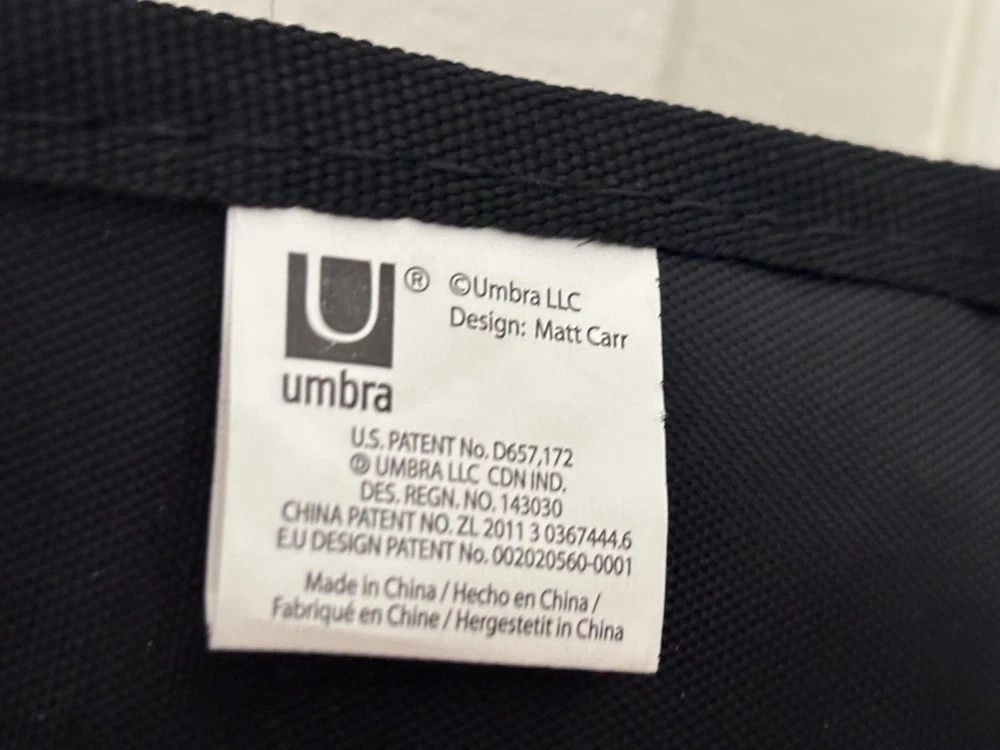 U ®
umbra
©Umbra LLC
Design: Matt Carr
U.S. PATENT No. D657,172
Ⓓ UMBRA LLC CDN IND.
DES. REGN. NO. 143030
CHINA PATENT NO. ZL 2011 3 0367444.6
E.U DESIGN PATENT No. 002020560-0001
Made in China / Hecho en China /
Fabriqué en Chine / Hergestetit in China